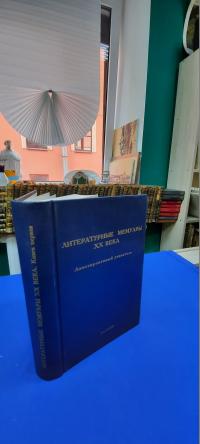 ЛИТЕРАТУРНЫЕ МЕМУАРЫ
XX ВЕКА
Аннотированный указатель
ЛИТЕРАТУРНЫЕ МЕМУАРЫ XX ВЕКА. Книга первая